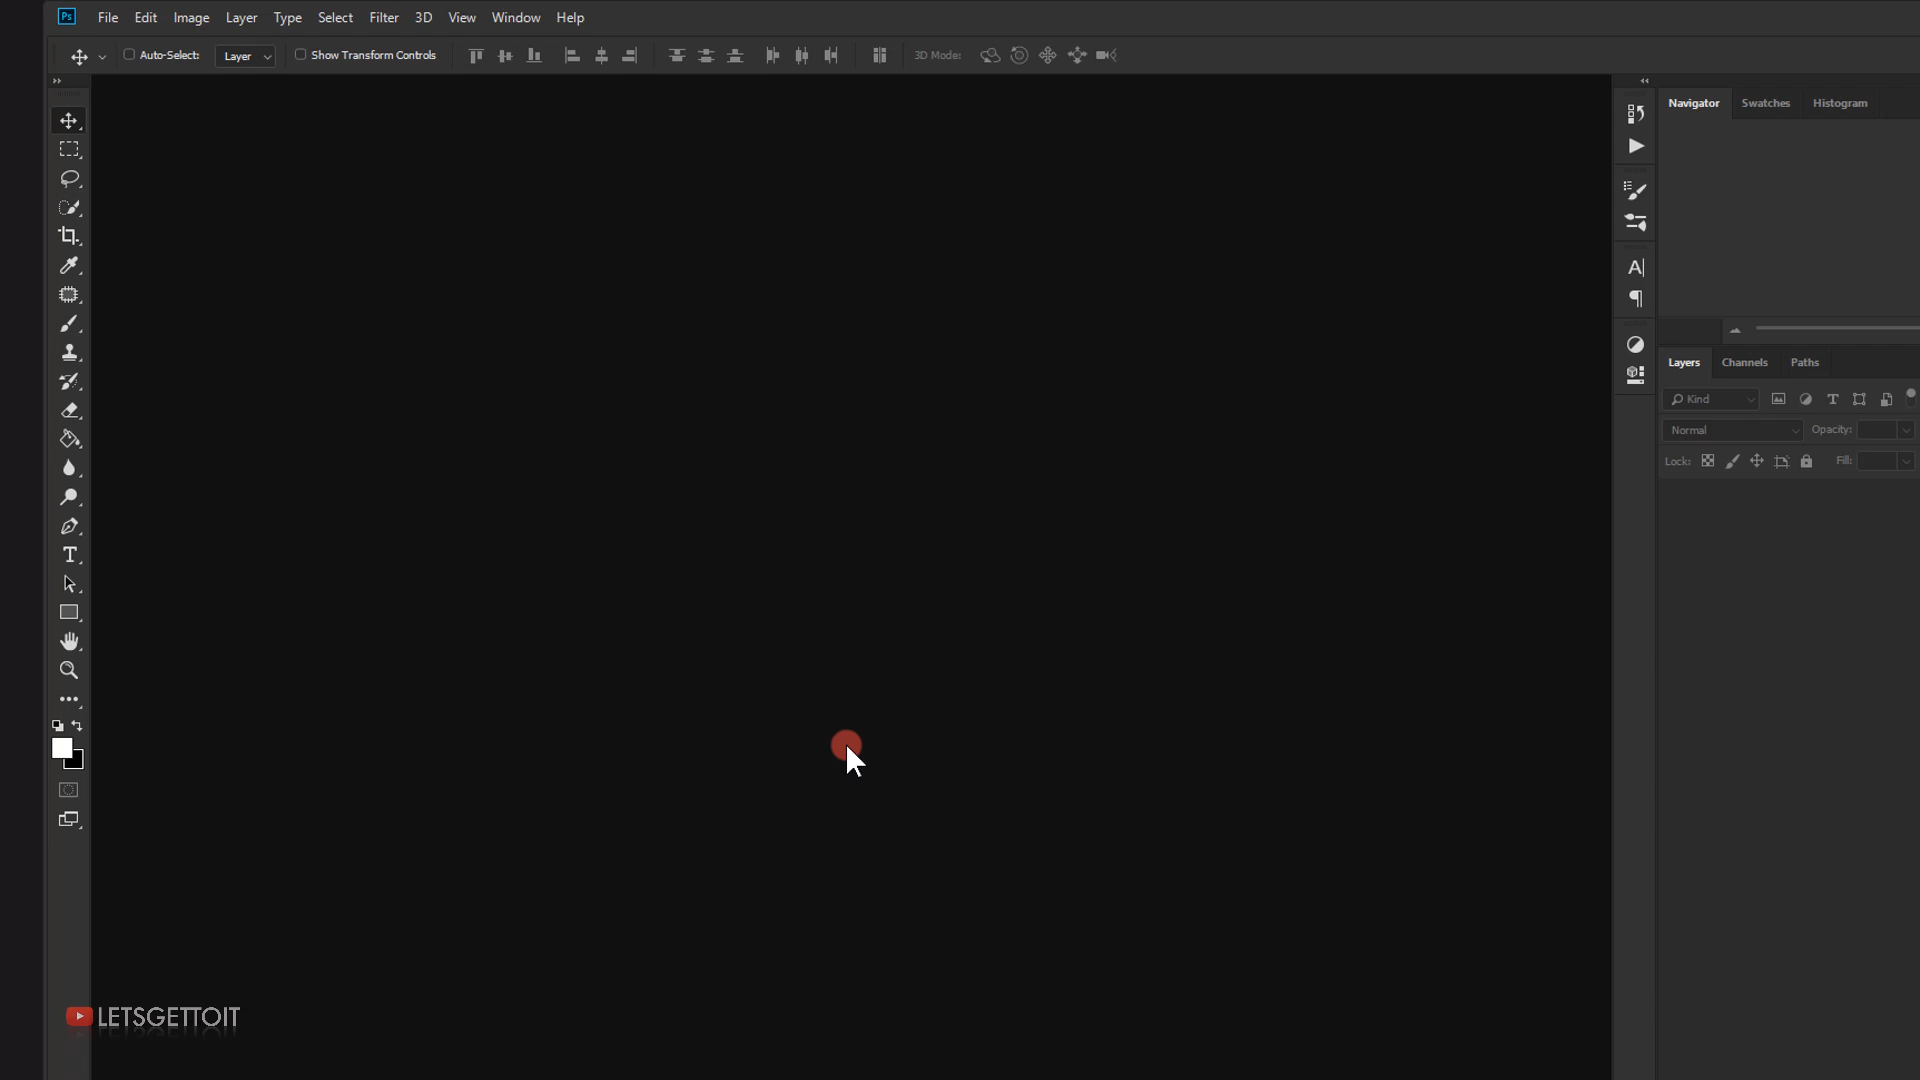 Ps File Edit Image Layer Type Select Filter 3D View Window Help
Auto-Select: Layer Show Transform Controls 3D Mode:
Navigator Swatches Histogram
Layers Channels Paths
Kind
Normal Opacity:
Lock: Fill:
LETSGETTOIT